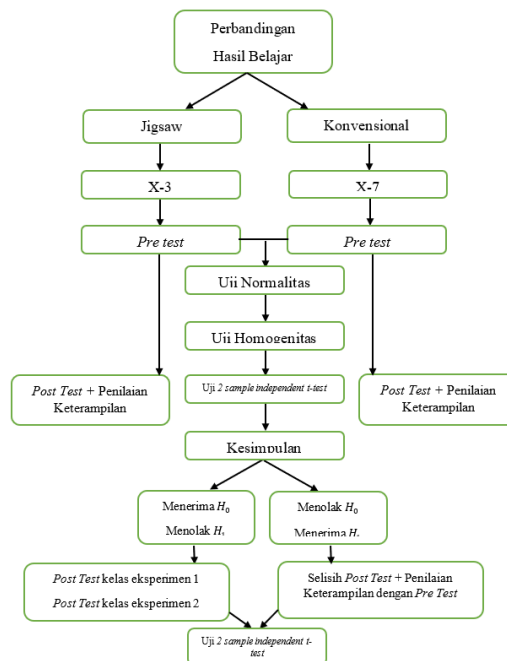 Perbandingan
Hasil Belajar
Jigsaw
Konvensional
X-3
X-7
Pre test
Pre test
Uji Normalitas
Uji Homogenitas
Uji 2 sample independent t-test
Post Test + Penilaian
Keterampilan
Post Test + Penilaian
Keterampilan
Kesimpulan
Menerima H₀
Menolak H
Menolak H₀
Menerima H
Post Test kelas eksperimen 1
Post Test kelas eksperimen 2
Selisih Post Test + Penilaian
Keterampilan dengan Pre Test
Uji 2 sample independent t-
test